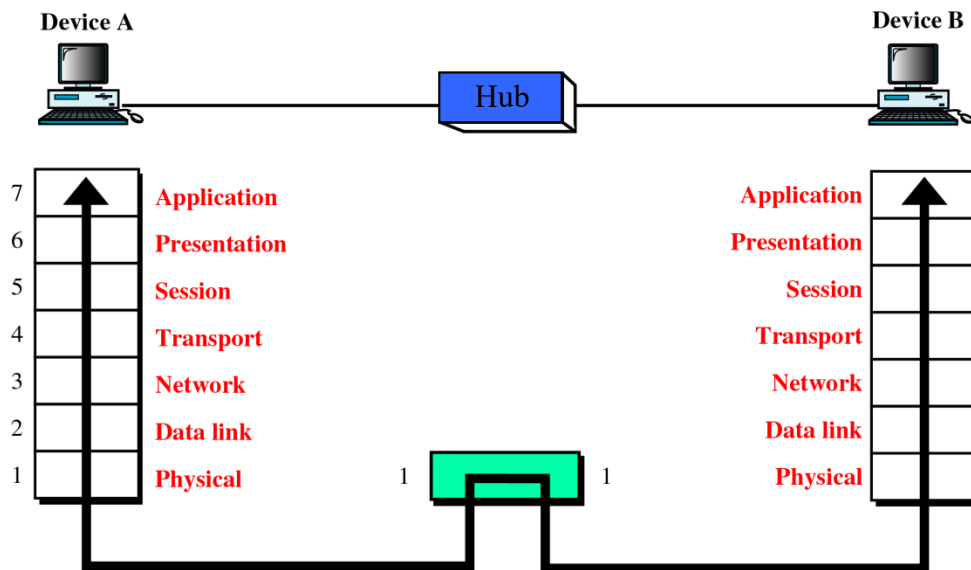 Device A
Device B
Hub
7 Application Application
6 Presentation Presentation
5 Session Session
4 Transport Transport
3 Network Network
2 Data link Data link
1 Physical 1 1 Physical